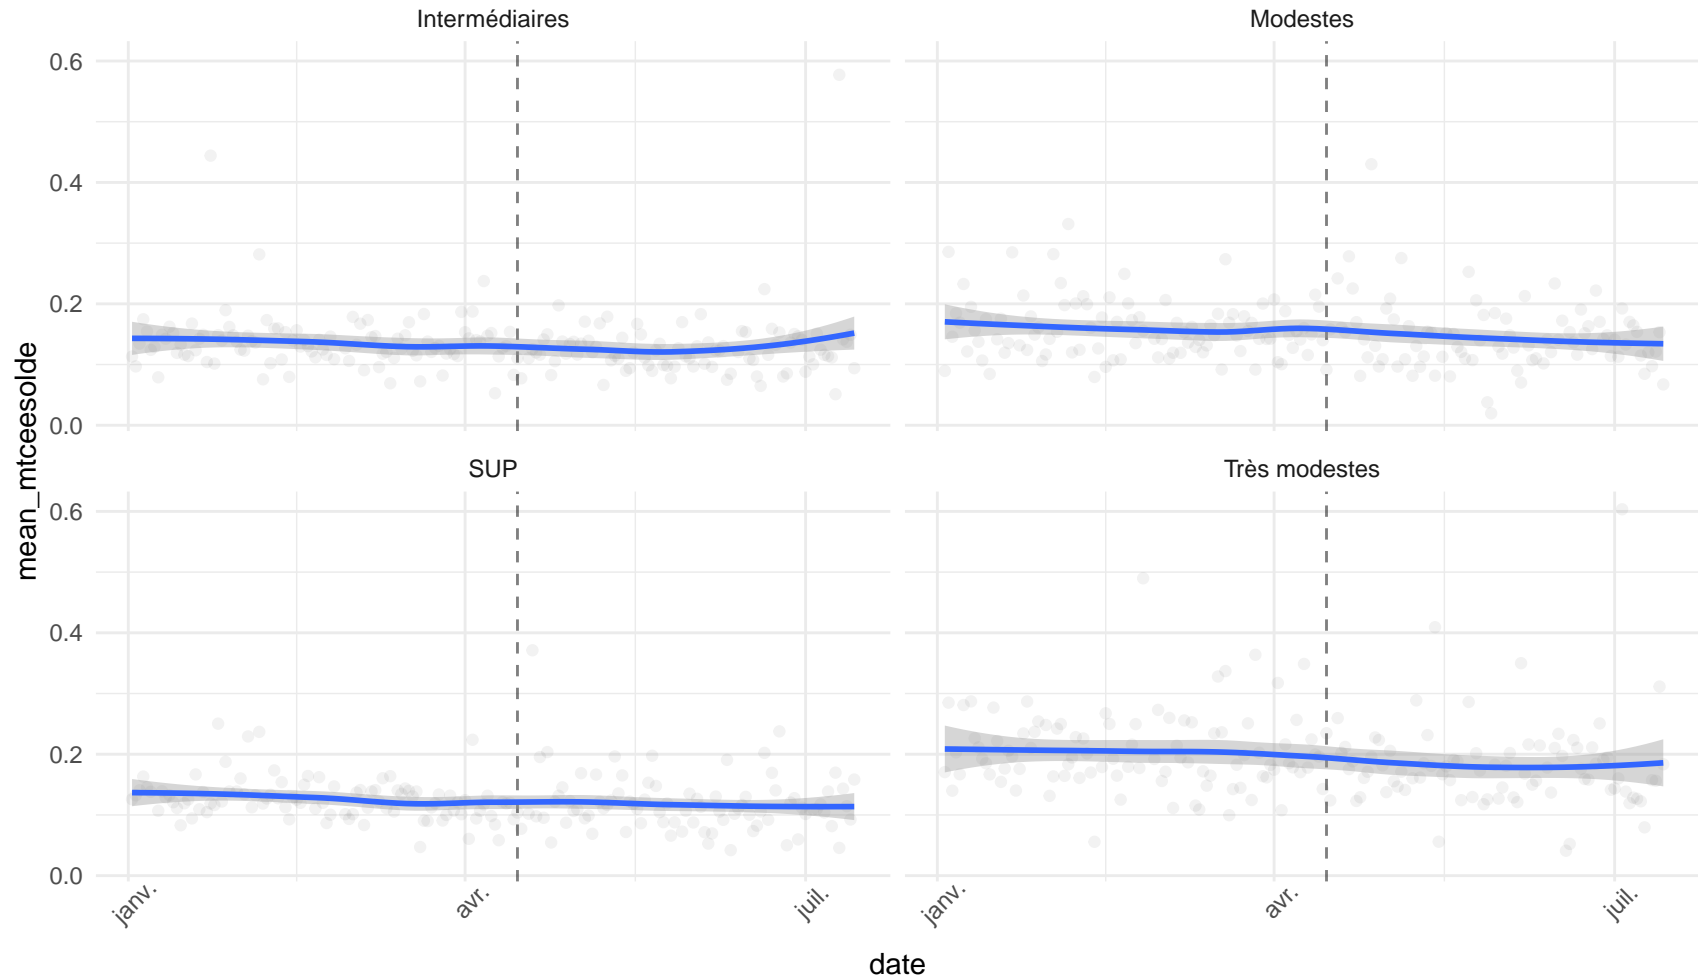 Intermédiaires
Modestes
0.6
0.4
0.2
0.0
SUP
Très modestes
0.6
0.4
0.2
0.0
mean_mtceesolde
janv.
avr.
juil.
janv.
avr.
juil.
date